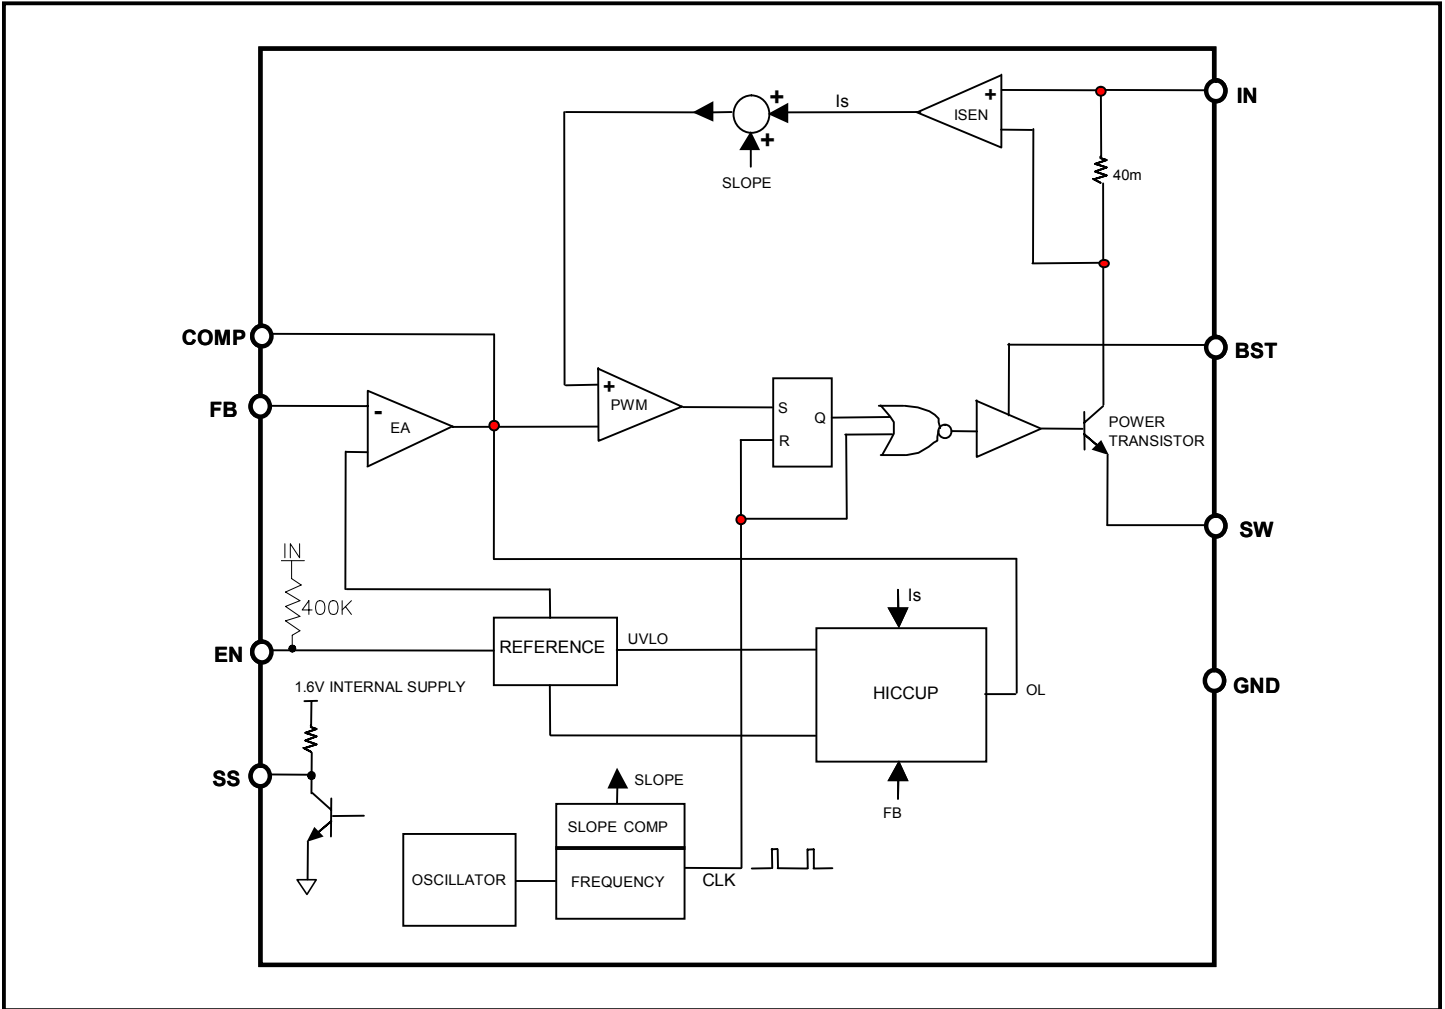 IN
+
ISEN
Is
+
+
SLOPE
40m
COMP
BST
FB
-
EA
+
PWM
S
R
Q
POWER
TRANSISTOR
SW
IN
400K
Is
EN
REFERENCE
UVLO
HICCUP
OL
GND
1.6V INTERNAL SUPPLY
SS
SLOPE
FB
SLOPE COMP
OSCILLATOR
FREQUENCY
CLK